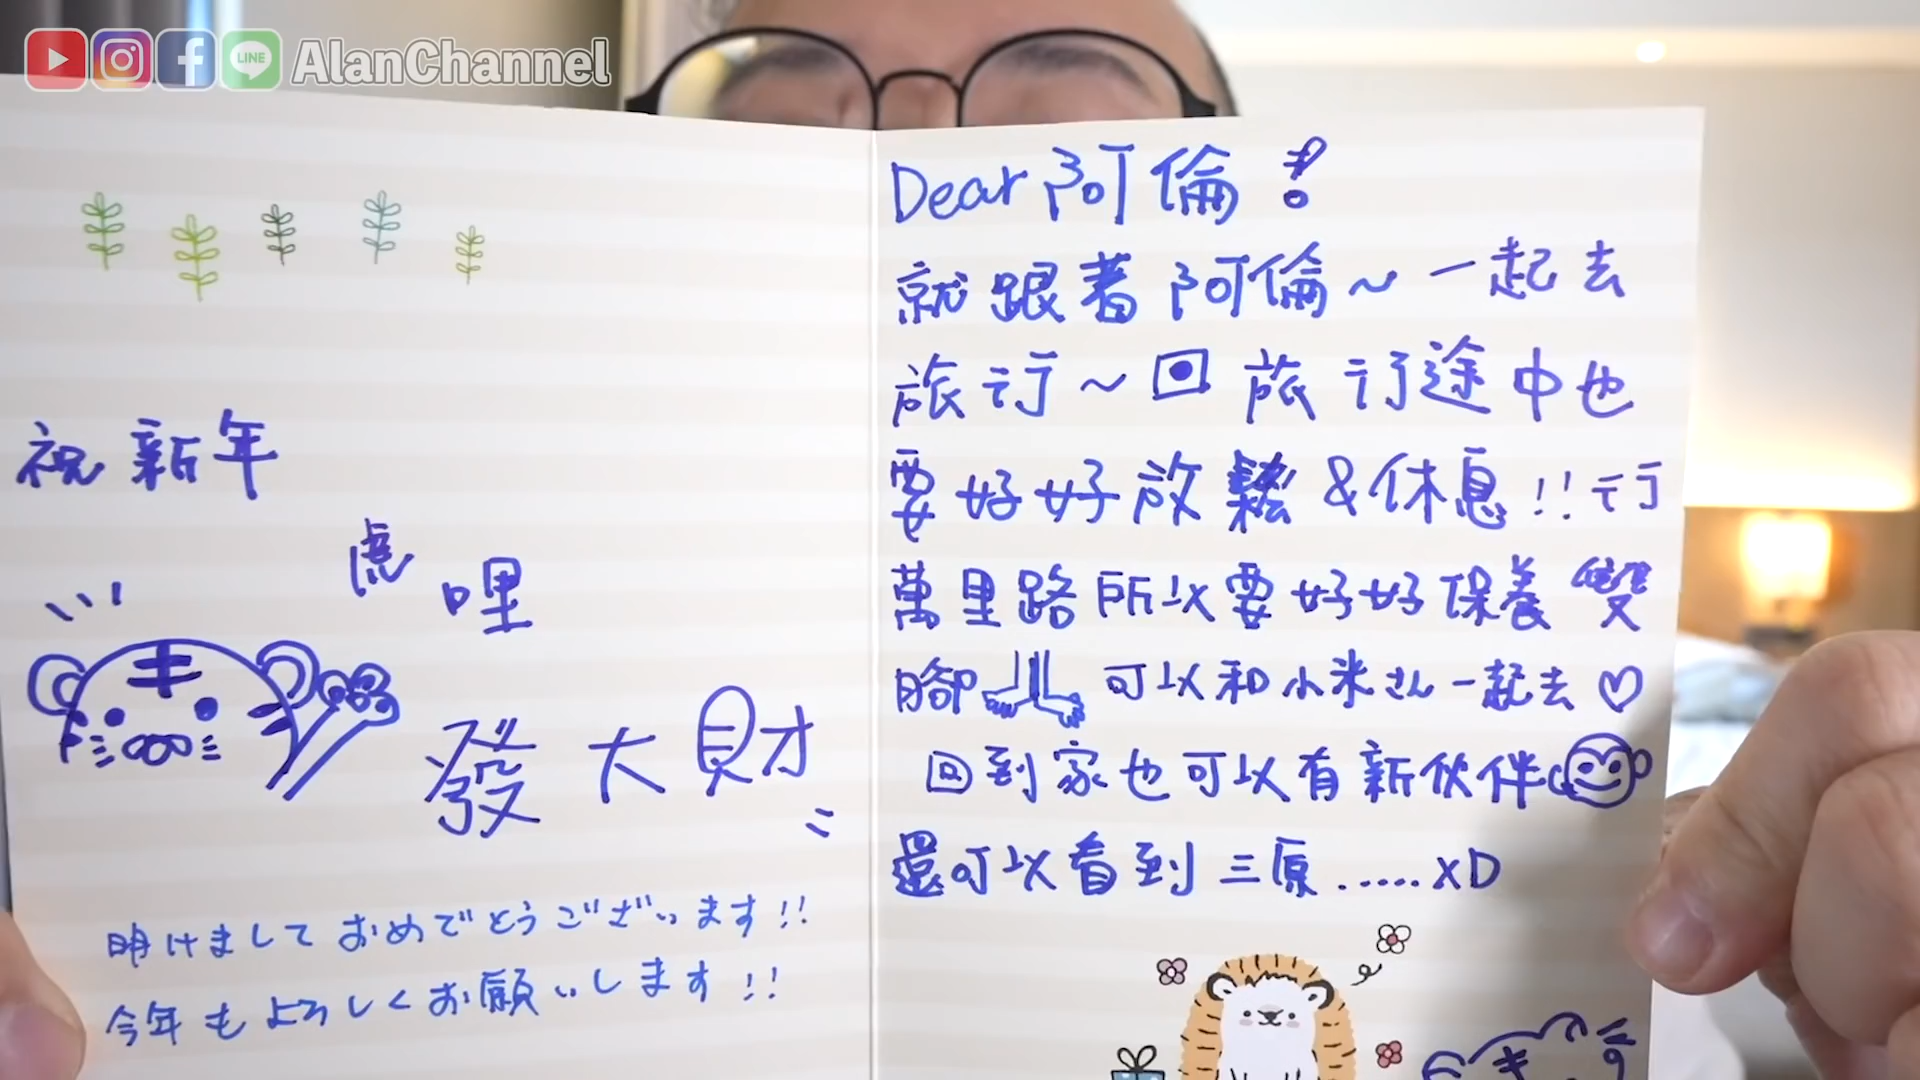 LINE
AlanChannel
祝新年
虎哩
發大財
明けましておめでとうございます!!
今年もよろしくお願いします!!
Dear 阿倫!
就跟著阿倫~一起去
旅行~回 旅行途中也
要好好放鬆&休息!!行
萬里路所以要好好保養雙
腳 可以和小米さん一起去♡
回到家也可以有新伙伴
還可以看到三原......XD